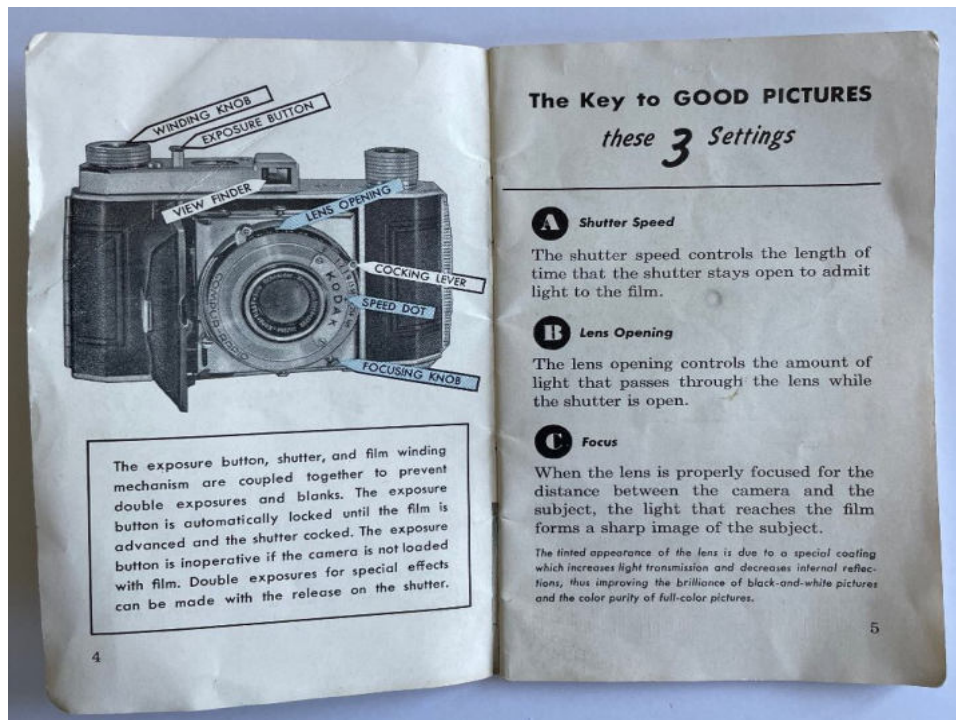 WINDING KNOB
EXPOSURE BUTTON
VIEW FINDER
LENS OPENING
COCKING LEVER
SPEED DOT
FOCUSING KNOB
KODAK
The exposure button, shutter, and film winding
mechanism are coupled together to prevent
double exposures and blanks. The exposure
button is automatically locked until the film is
advanced and the shutter cocked. The exposure
button is inoperative if the camera is not loaded
with film. Double exposures for special effects
can be made with the release on the shutter.
4
The Key to GOOD PICTURES
these 3 Settings
A Shutter Speed
The shutter speed controls the length of
time that the shutter stays open to admit
light to the film.
B Lens Opening
The lens opening controls the amount of
light that passes through the lens while
the shutter is open.
C Focus
When the lens is properly focused for the
distance between the camera and the
subject, the light that reaches the film
forms a sharp image of the subject.
The tinted appearance of the lens is due to a special coating
which increases light transmission and decreases internal reflec-
tions, thus improving the brilliance of black-and-white pictures
and the color purity of full-color pictures.
5